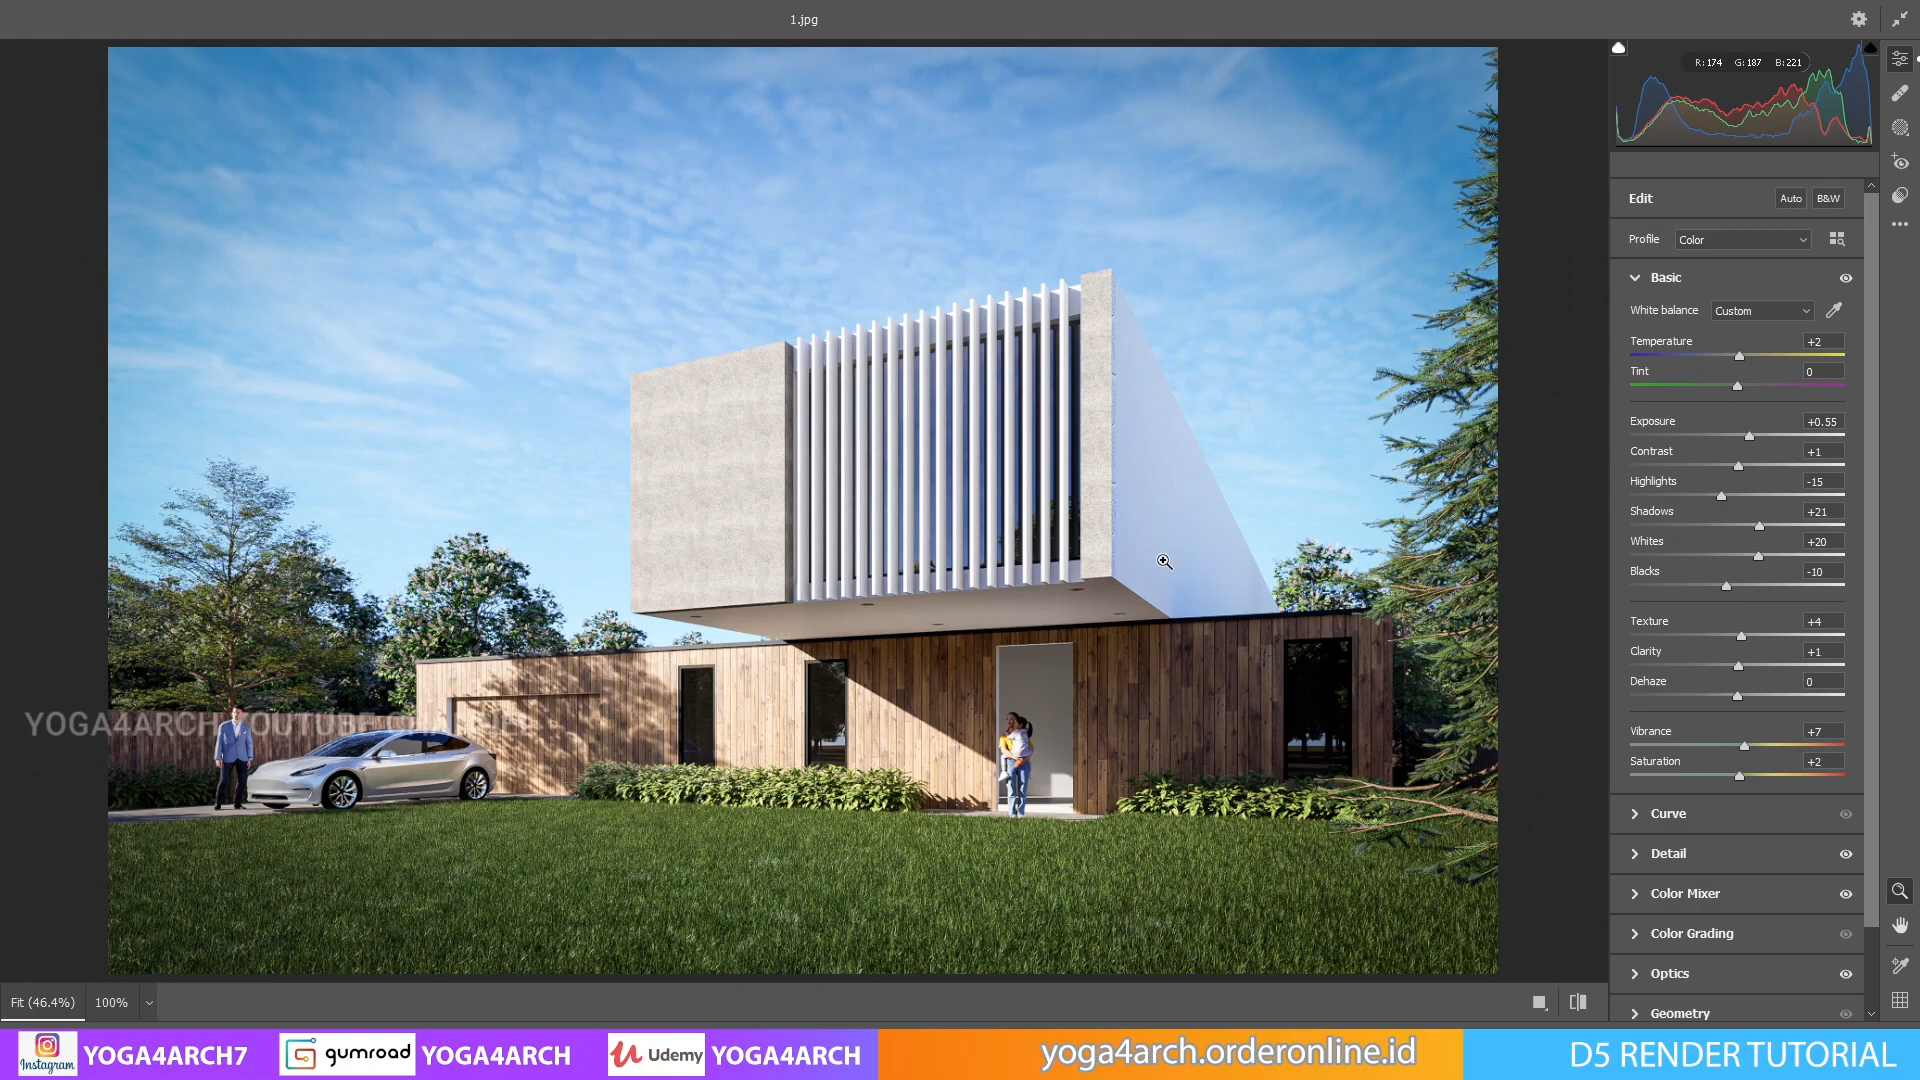 1.jpg
R: 174 G: 187 B: 221
Edit
Auto
B&W
Profile
Color
Basic
White balance
Custom
Temperature
+2
Tint
0
Exposure
+0.55
Contrast
+1
Highlights
-15
Shadows
+21
Whites
+20
Blacks
-10
Texture
+4
Clarity
+1
Dehaze
0
Vibrance
+7
Saturation
+2
Curve
Detail
Color Mixer
Color Grading
Optics
Geometry
YOGA4ARCH YOUTUBE
Fit (46.4%)
100%
Instagram
YOGA4ARCH7
gumroad
YOGA4ARCH
Udemy
YOGA4ARCH
yoga4arch.orderonline.id
D5 RENDER TUTORIAL